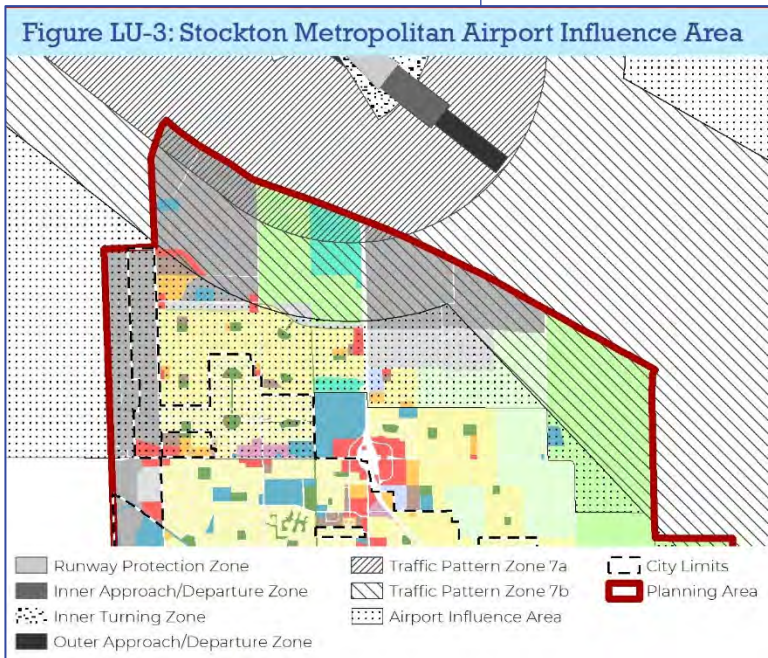 Figure LU-3: Stockton Metropolitan Airport Influence Area
Runway Protection Zone
Inner Approach/Departure Zone
Inner Turning Zone
Outer Approach/Departure Zone
Traffic Pattern Zone 7a
Traffic Pattern Zone 7b
Airport Influence Area
City Limits
Planning Area